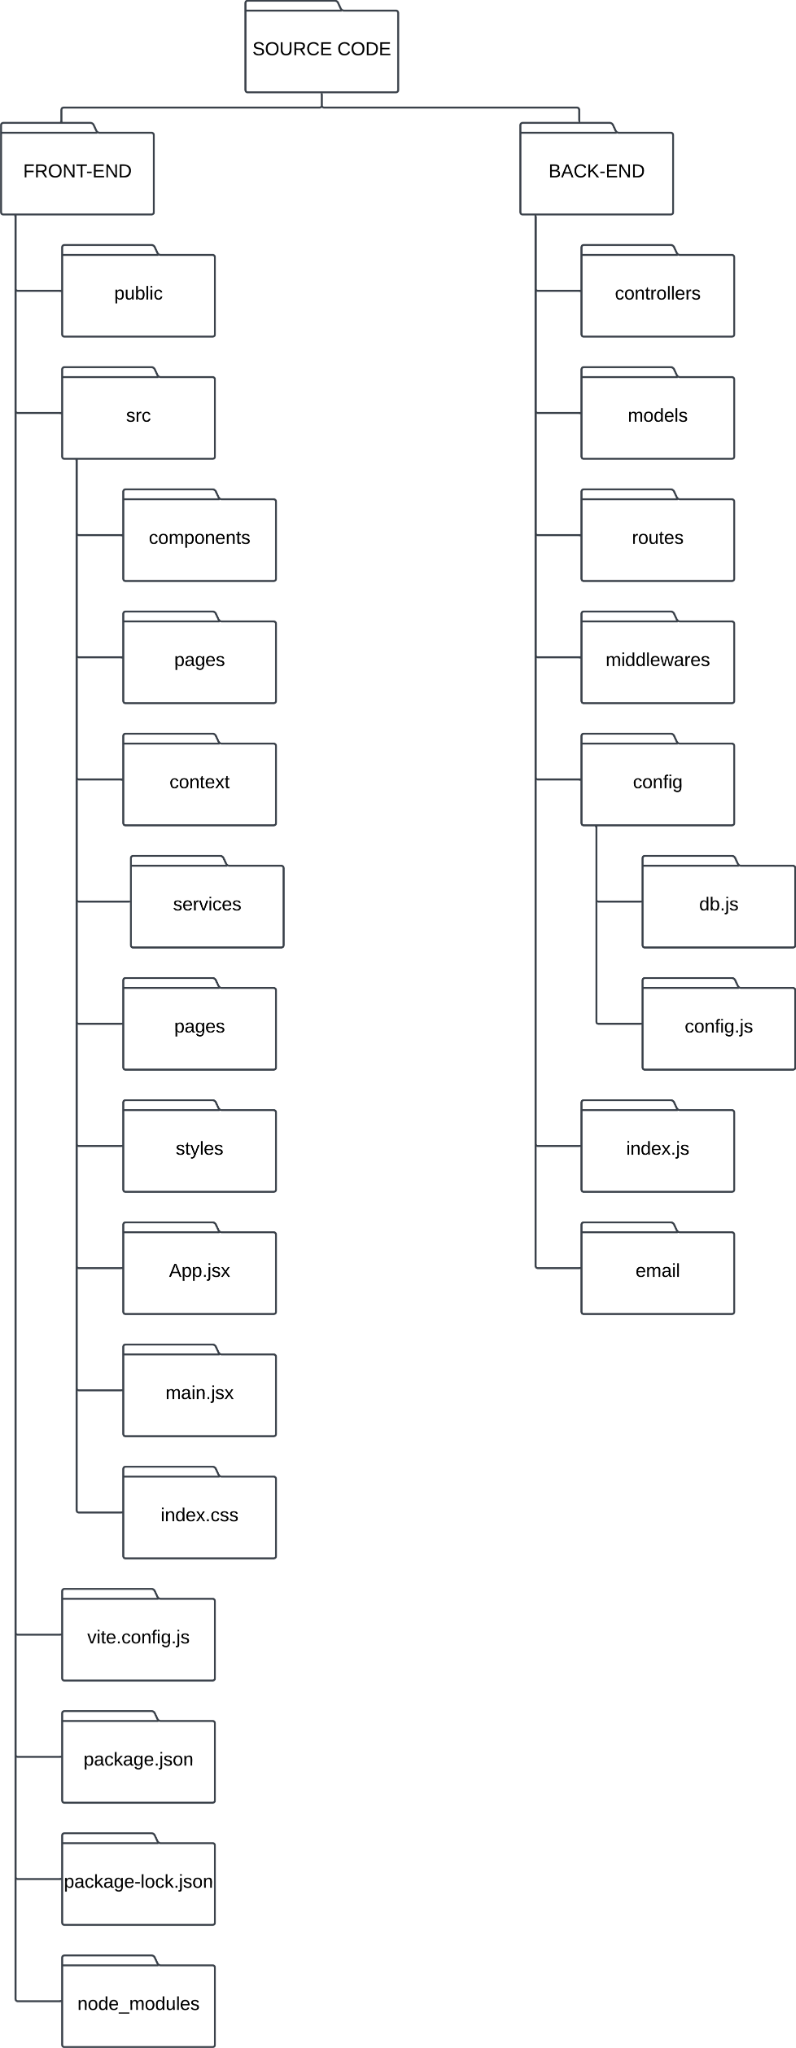 SOURCE CODE
FRONT-END
public
src
components
pages
context
services
pages
styles
App.jsx
main.jsx
index.css
vite.config.js
package.json
package-lock.json
node_modules
BACK-END
controllers
models
routes
middlewares
config
db.js
config.js
index.js
email